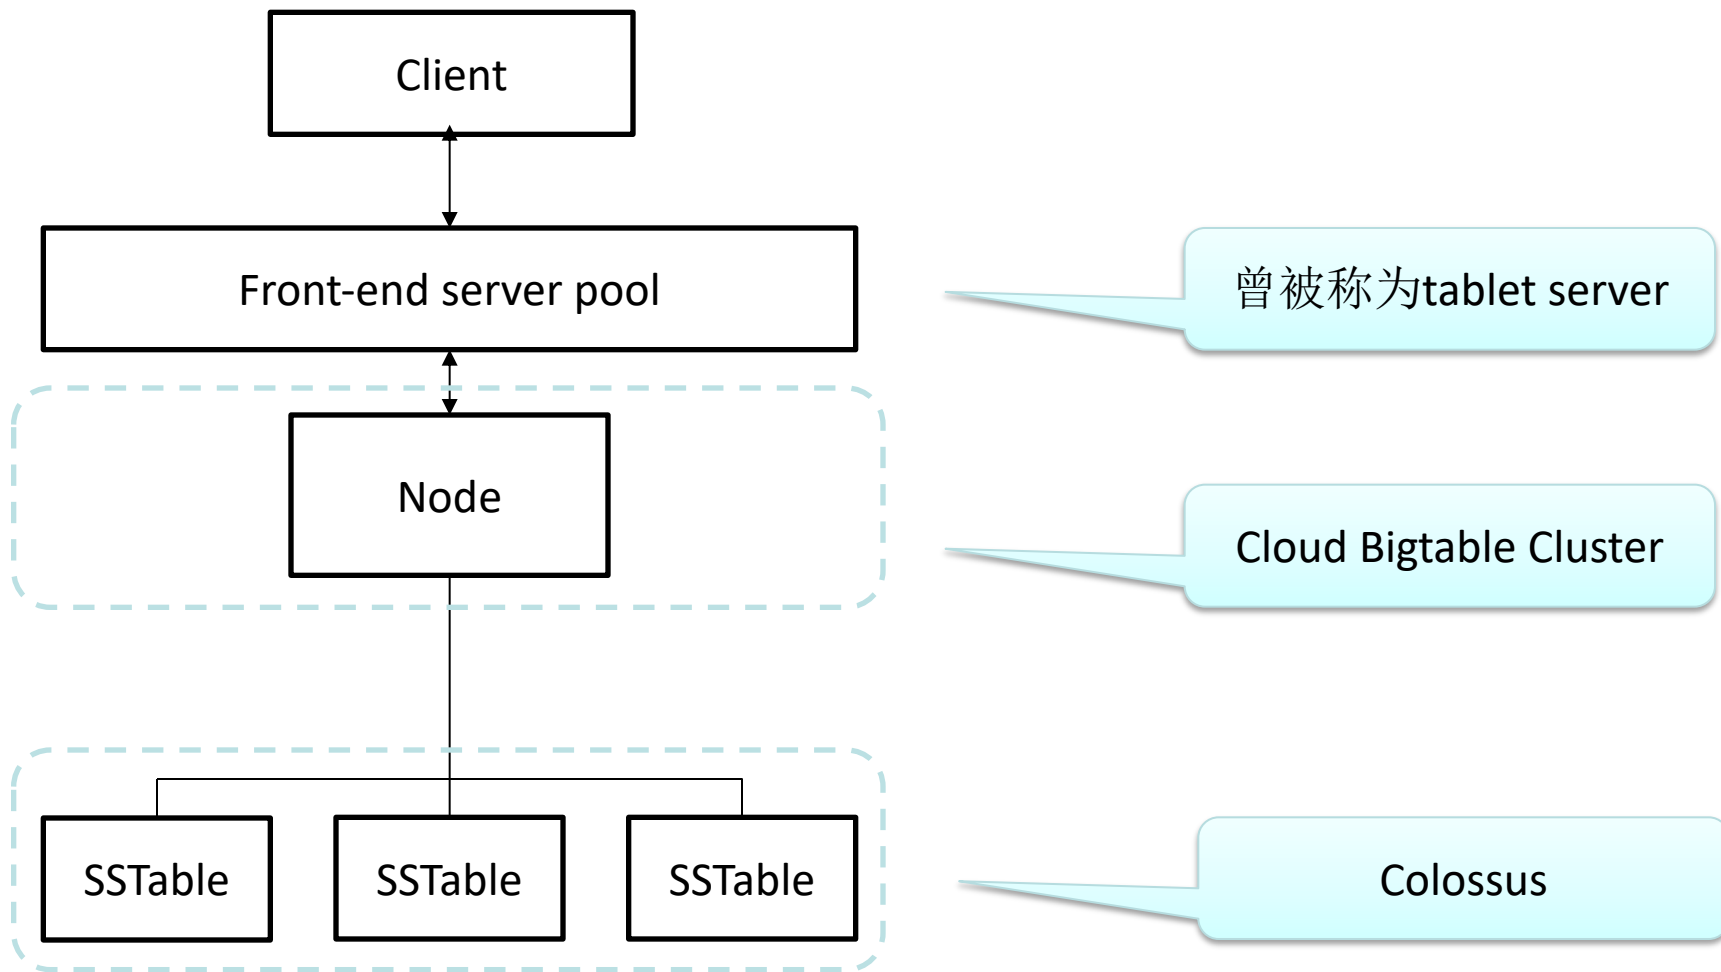 Client
Front-end server pool
曾被称为tablet server
Node
Cloud Bigtable Cluster
SSTable
SSTable
SSTable
Colossus